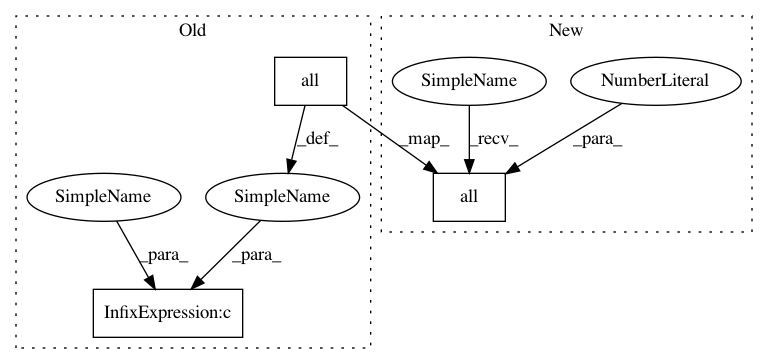 Old
New
all
SimpleName
NumberLiteral
_def_
_map_
_recv_
_para_
SimpleName
SimpleName
all
_para_
_para_
InfixExpression:c